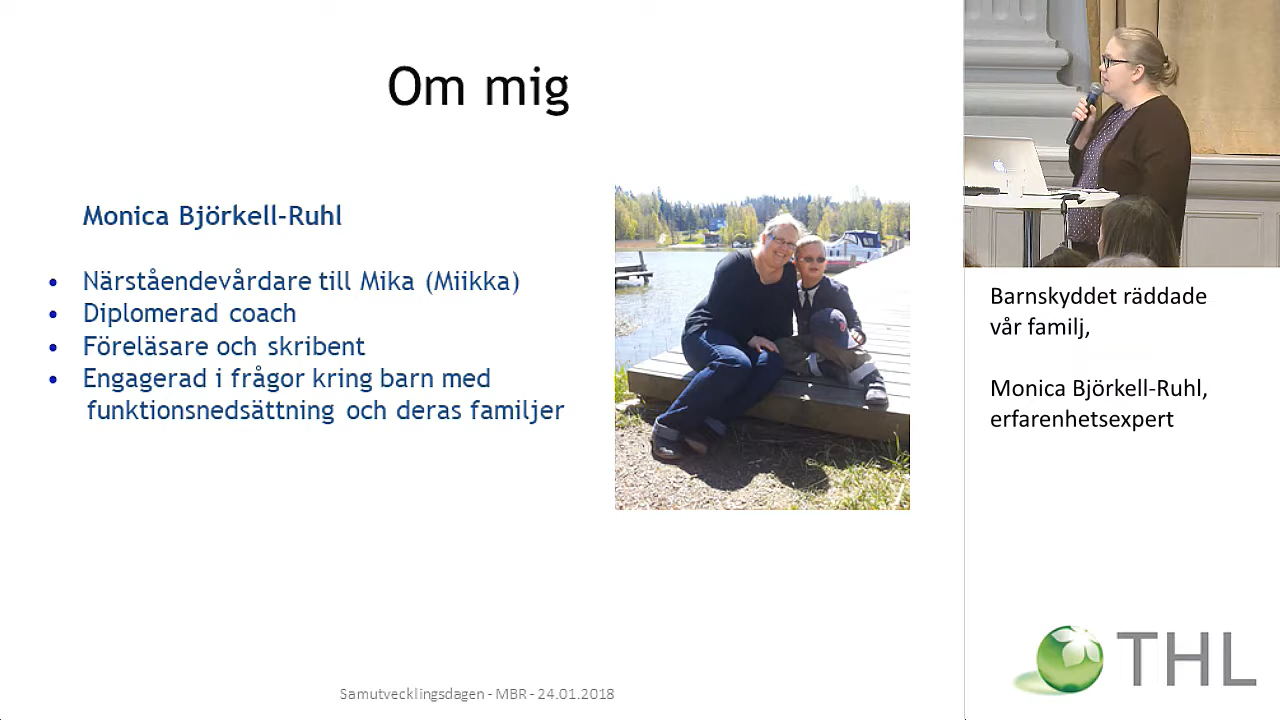 Om mig
Monica Björkell-Ruhl
• Närståendevårdare till Mika (Miikka)
• Diplomerad coach
• Föreläsare och skribent
• Engagerad i frågor kring barn med
funktionsnedsättning och deras familjer
Samutvecklingsdagen - MBR - 24.01.2018
Barnskyddet räddade
vår familj,
Monica Björkell-Ruhl,
erfarenhetsexpert
THL